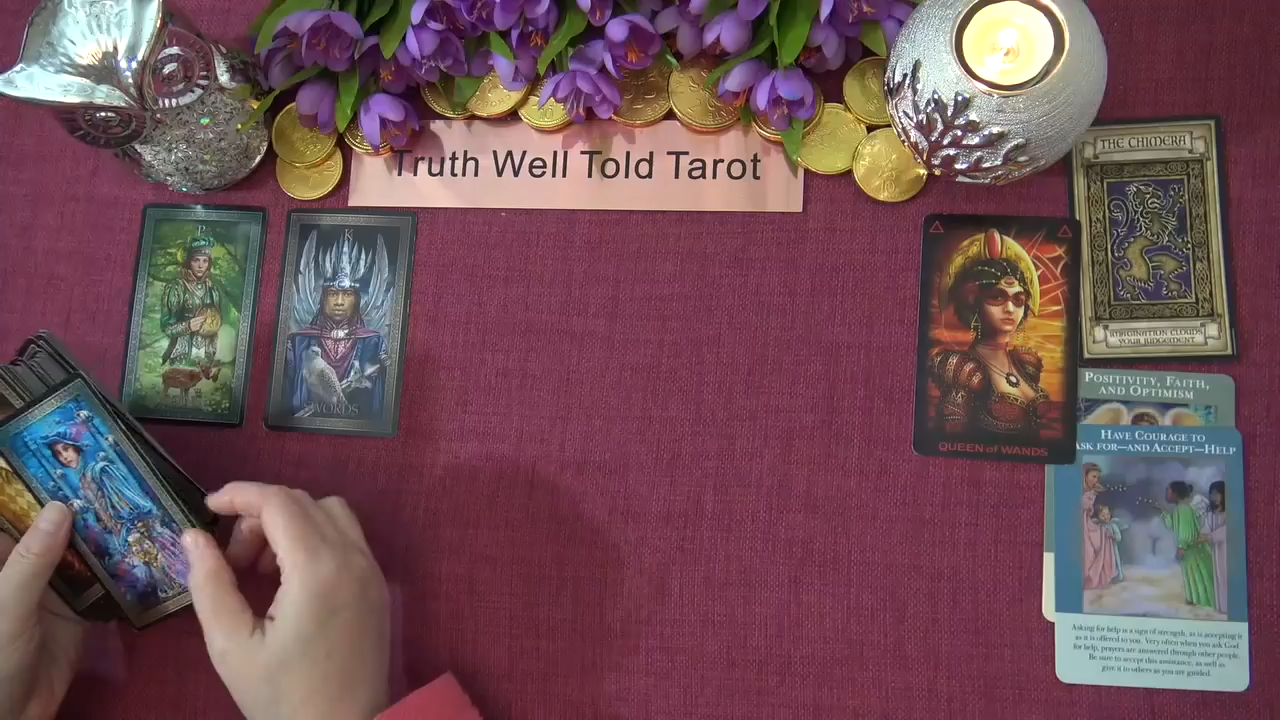 Truth Well Told Tarot
THE CHIMERA
IMAGINATION CLOUDS
YOUR JUDGEMENT
P
K
SWORDS
QUEEN of WANDS
POSITIVITY, FAITH,
AND OPTIMISM
HAVE COURAGE TO
ASK FOR—AND ACCEPT—HELP
Asking for help is a sign of strength, as is accepting it
as it is offered to you. Very often when you ask God
for help, prayers are answered through other people.
Be sure to accept this assistance, as well as
give it to others as you are guided.